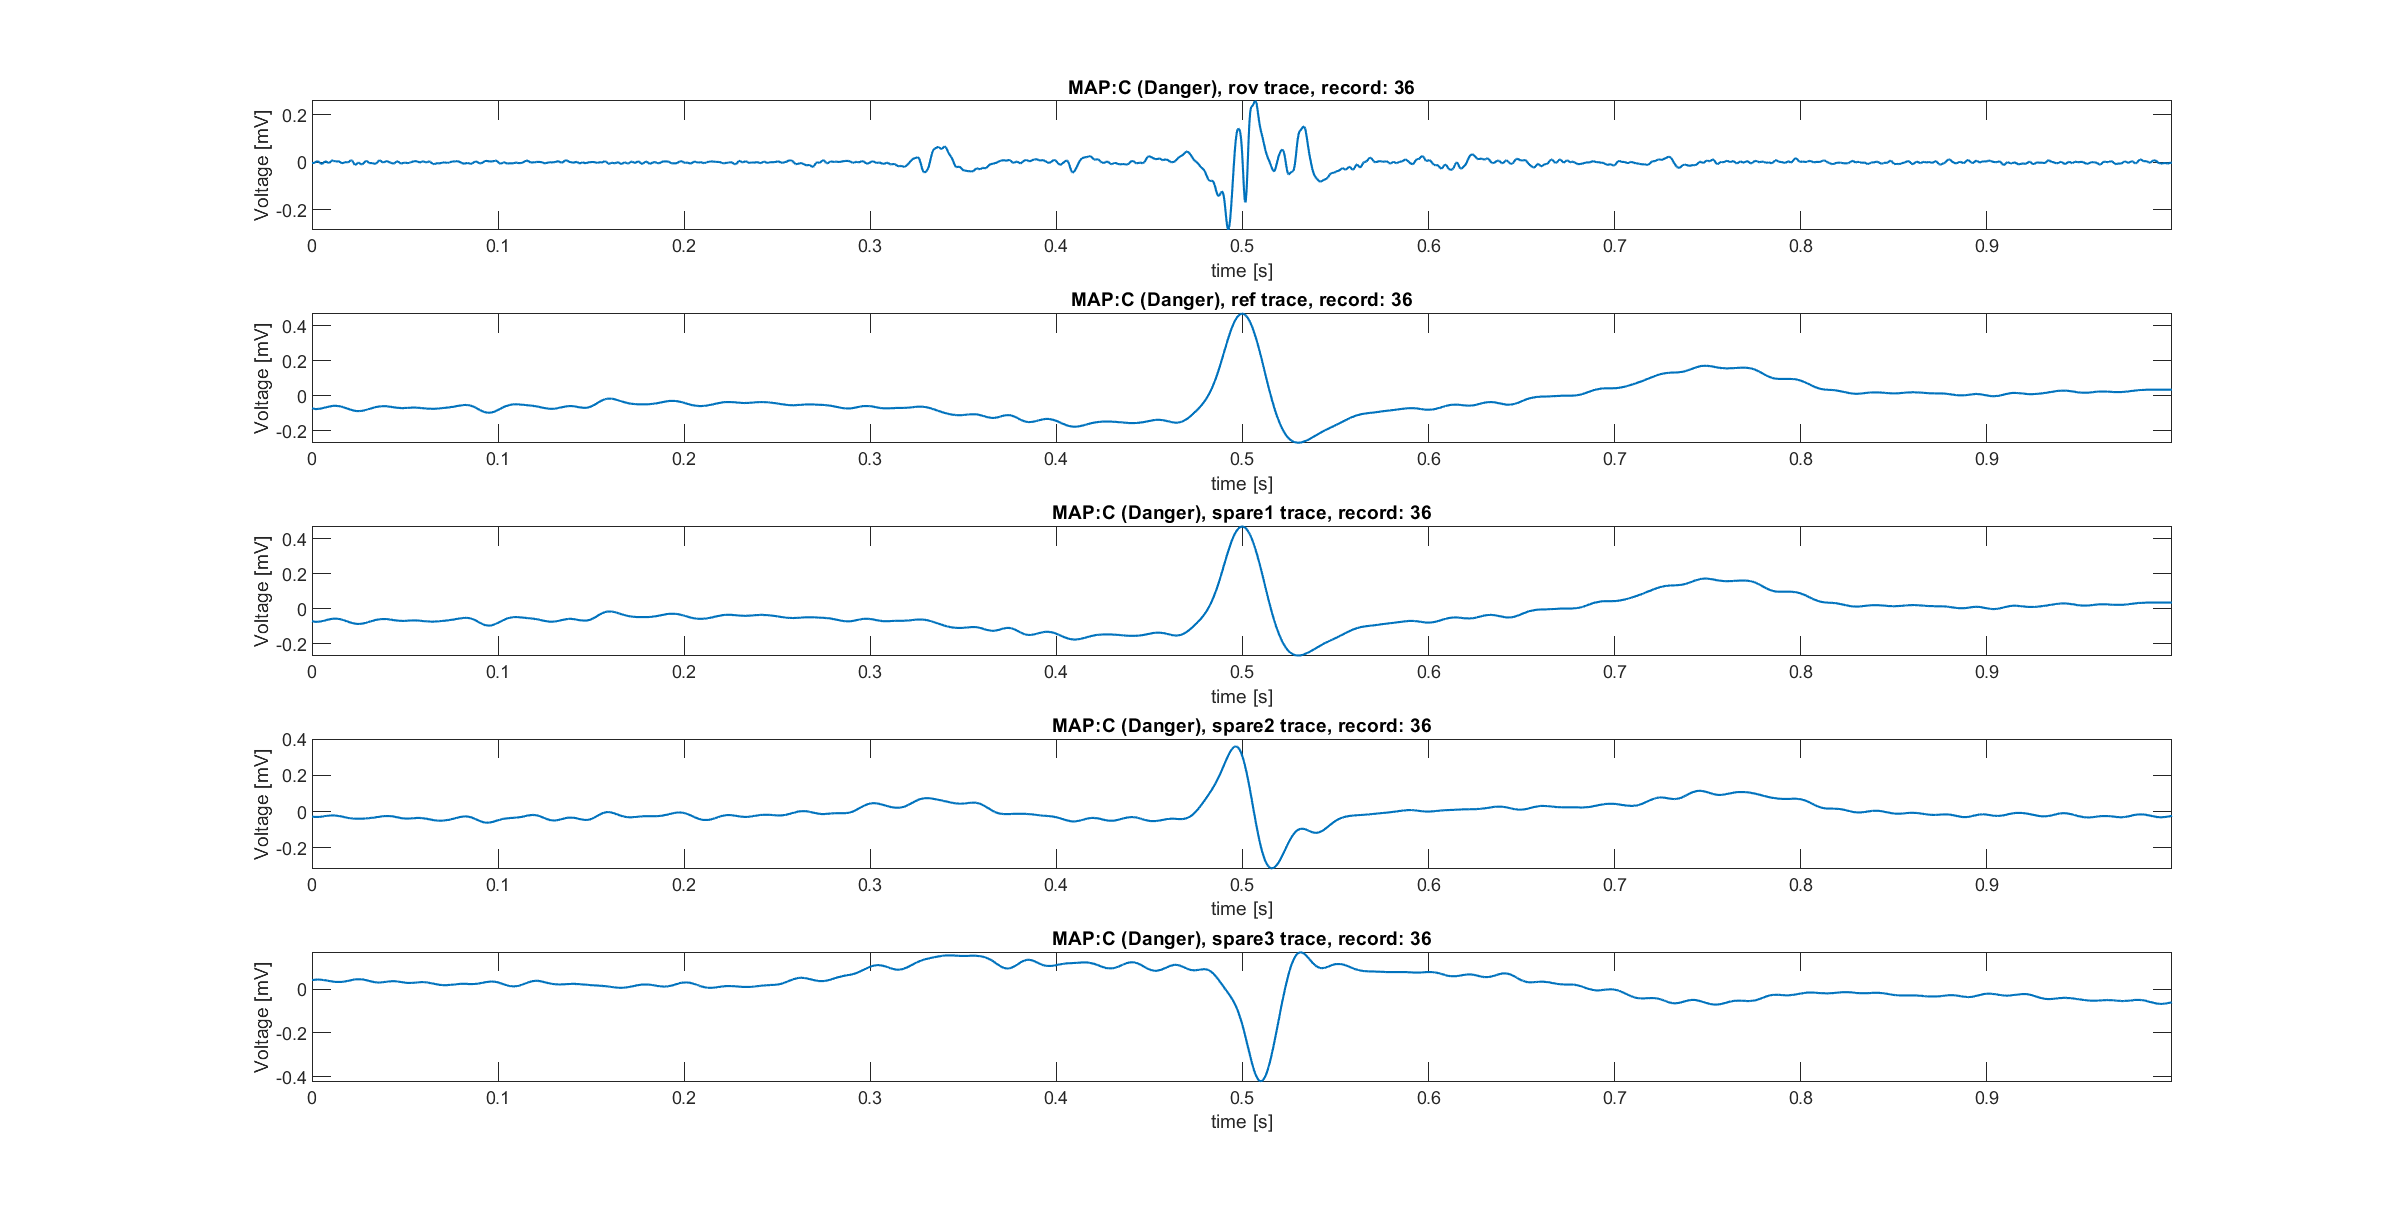 MAP:C (Danger), rov trace, record: 36
Voltage [mV]
0.2
0
-0.2
0 0.1 0.2 0.3 0.4 0.5 0.6 0.7 0.8 0.9
time [s]
MAP:C (Danger), ref trace, record: 36
Voltage [mV]
0.4
0.2
0
-0.2
0 0.1 0.2 0.3 0.4 0.5 0.6 0.7 0.8 0.9
time [s]
MAP:C (Danger), spare1 trace, record: 36
Voltage [mV]
0.4
0.2
0
-0.2
0 0.1 0.2 0.3 0.4 0.5 0.6 0.7 0.8 0.9
time [s]
MAP:C (Danger), spare2 trace, record: 36
Voltage [mV]
0.4
0.2
0
-0.2
0 0.1 0.2 0.3 0.4 0.5 0.6 0.7 0.8 0.9
time [s]
MAP:C (Danger), spare3 trace, record: 36
Voltage [mV]
0
-0.2
-0.4
0 0.1 0.2 0.3 0.4 0.5 0.6 0.7 0.8 0.9
time [s]